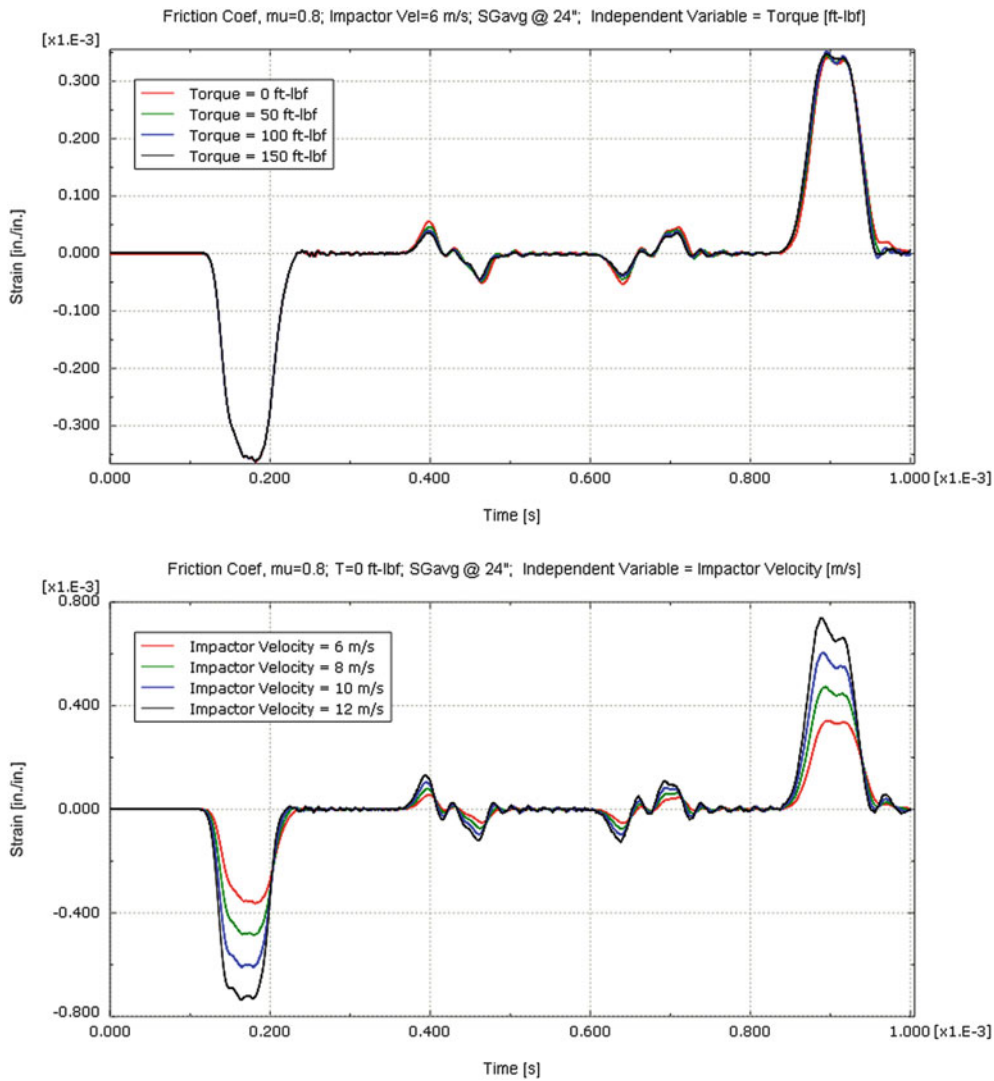 Friction Coef, mu=0.8; Impactor Vel=6 m/s; SGavg @ 24"; Independent Variable = Torque [ft-lbf]
[x1.E-3]
Torque = 0 ft-lbf
Torque = 50 ft-lbf
Torque = 100 ft-lbf
Torque = 150 ft-lbf
0.300
0.200
0.100
0.000
-0.100
-0.200
-0.300
Strain [in./in.]
0.000 0.200 0.400 0.600 0.800 1.000 [x1.E-3]
Time [s]
Friction Coef, mu=0.8; T=0 ft-lbf; SGavg @ 24"; Independent Variable = Impactor Velocity [m/s]
[x1.E-3]
Impactor Velocity = 6 m/s
Impactor Velocity = 8 m/s
Impactor Velocity = 10 m/s
Impactor Velocity = 12 m/s
0.800
0.400
0.000
-0.400
-0.800
Strain [in./in.]
0.000 0.200 0.400 0.600 0.800 1.000 [x1.E-3]
Time [s]